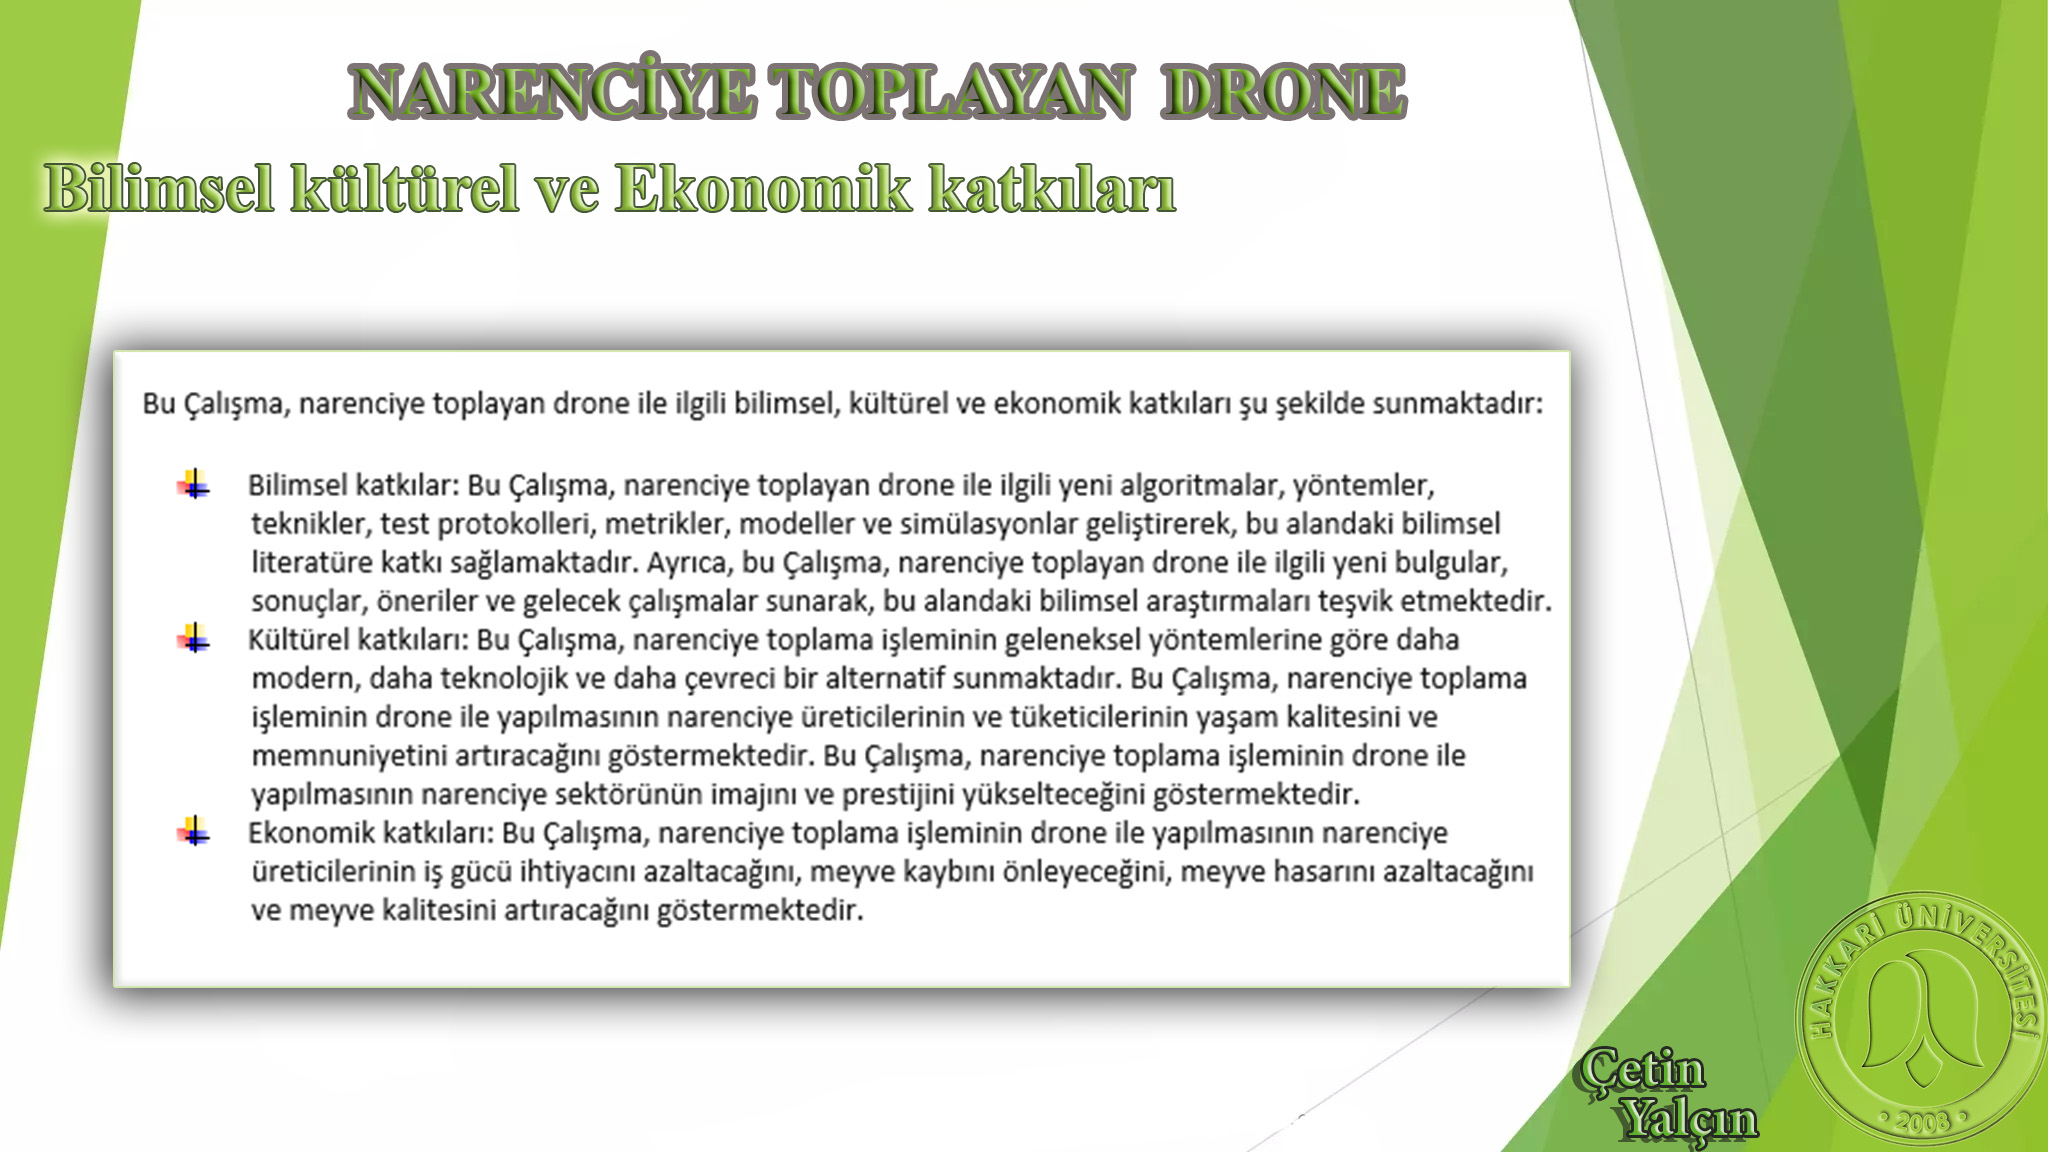 NARENCİYE TOPLAYAN DRONE
Bilimsel kültürel ve Ekonomik katkıları
Bu Çalışma, narenciye toplayan drone ile ilgili bilimsel, kültürel ve ekonomik katkıları şu şekilde sunmaktadır:
Bilimsel katkılar: Bu Çalışma, narenciye toplayan drone ile ilgili yeni algoritmalar, yöntemler,
teknikler, test protokolleri, metrikler, modeller ve simülasyonlar geliştirerek, bu alandaki bilimsel
literatüre katkı sağlamaktadır. Ayrıca, bu Çalışma, narenciye toplayan drone ile ilgili yeni bulgular,
sonuçlar, öneriler ve gelecek çalışmalar sunarak, bu alandaki bilimsel araştırmaları teşvik etmektedir.
Kültürel katkıları: Bu Çalışma, narenciye toplama işleminin geleneksel yöntemlerine göre daha
modern, daha teknolojik ve daha çevreci bir alternatif sunmaktadır. Bu Çalışma, narenciye toplama
işleminin drone ile yapılmasının narenciye üreticilerinin ve tüketicilerinin yaşam kalitesini ve
memnuniyetini artıracağını göstermektedir. Bu Çalışma, narenciye toplama işleminin drone ile
yapılmasının narenciye sektörünün imajını ve prestijini yükselteceğini göstermektedir.
Ekonomik katkıları: Bu Çalışma, narenciye toplama işleminin drone ile yapılmasının narenciye
üreticilerinin iş gücü ihtiyacını azaltacağını, meyve kaybını önleyeceğini, meyve hasarını azaltacağını
ve meyve kalitesini artıracağını göstermektedir.
HAKKARİ ÜNİVERSİTESİ
2008
Çetin
Yalçın